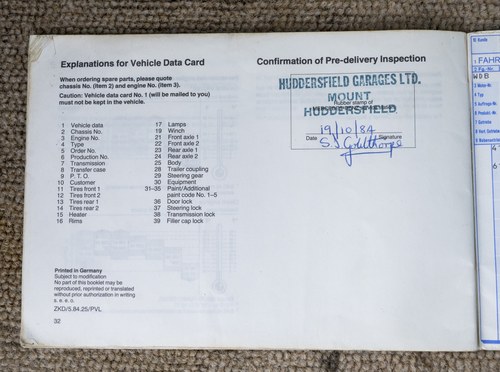 Explanations for Vehicle Data Card
When ordering spare parts, please quote
chassis No. (item 2) and engine No. (item 3).
Caution: Vehicle data card No. 1 (will be mailed to you)
must not be kept in the vehicle.
1 Vehicle data
2 Chassis No.
3 Engine No.
4 Type
5 Order No.
6 Production No.
7 Transmission
8 Transfer case
9 P. T. O.
10 Customer
11 Tires front 1
12 Tires front 2
13 Tires rear 1
14 Tires rear 2
15 Heater
16 Rims
17 Lamps
19 Winch
21 Front axle 1
22 Front axle 2
23 Rear axle 1
24 Rear axle 2
25 Body
28 Trailer coupling
29 Steering gear
30 Equipment
31–35 Paint/Additional
paint code No. 1–5
36 Door lock
37 Steering lock
38 Transmission lock
39 Filler cap lock
Printed in Germany
Subject to modification
No part of this booklet may be
reproduced, reprinted or translated
without prior authorization in writing
ZKD/5.84.25/PVL
32
Confirmation of Pre-delivery Inspection
HUDDERSFIELD GARAGES LTD.
MOUNT
Rubber stamp of
HUDDERSFIELD
19/10/84
Date
Signature
S J Goldthorpe
FAHR
WDB